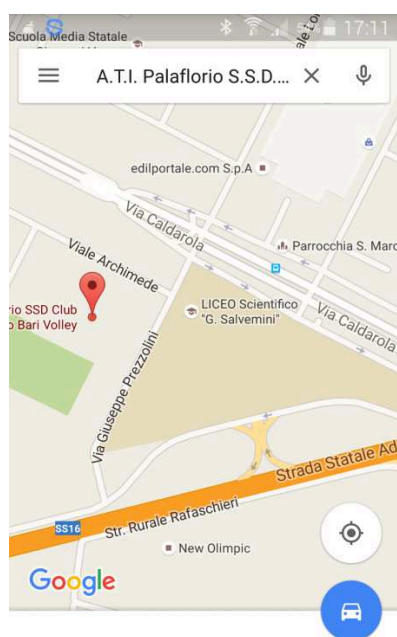 17:11
Scuola Media Statale
A.T.I. Palaflorio S.S.D....
edilportale.com S.p.A
Via Caldarola
Parrocchia S. Marc
Viale Archimede
rio SSD Club
o Bari Volley
LICEO Scientifico
"G. Salvemini"
Via Caldarola
Via Giuseppe Prezzolini
Strada Statale Ad
SS16
Str. Rurale Rafaschieri
New Olimpic
Google